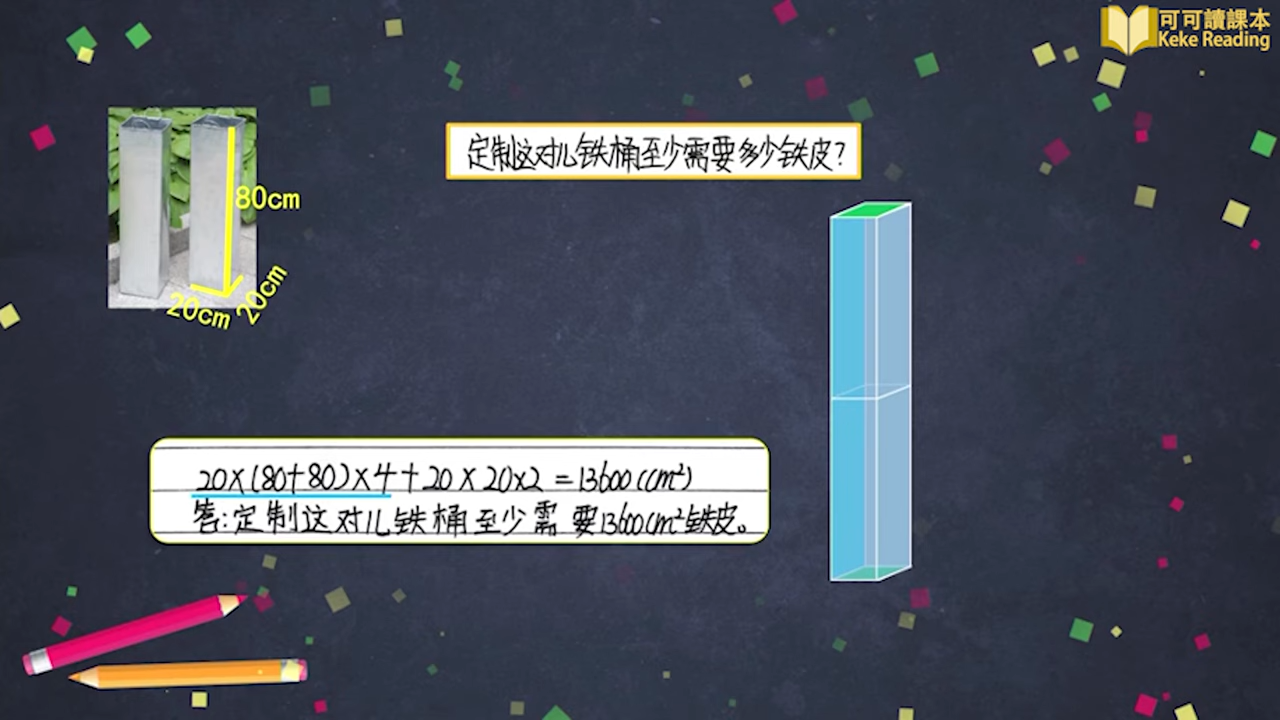 可可讀課本
Keke Reading
定制这对儿铁桶至少需要多少铁皮?
80cm
20cm
20cm
20×(80+80)×4+20×20×2=13600(cm²)
答:定制这对儿铁桶至少需要13600cm²铁皮。